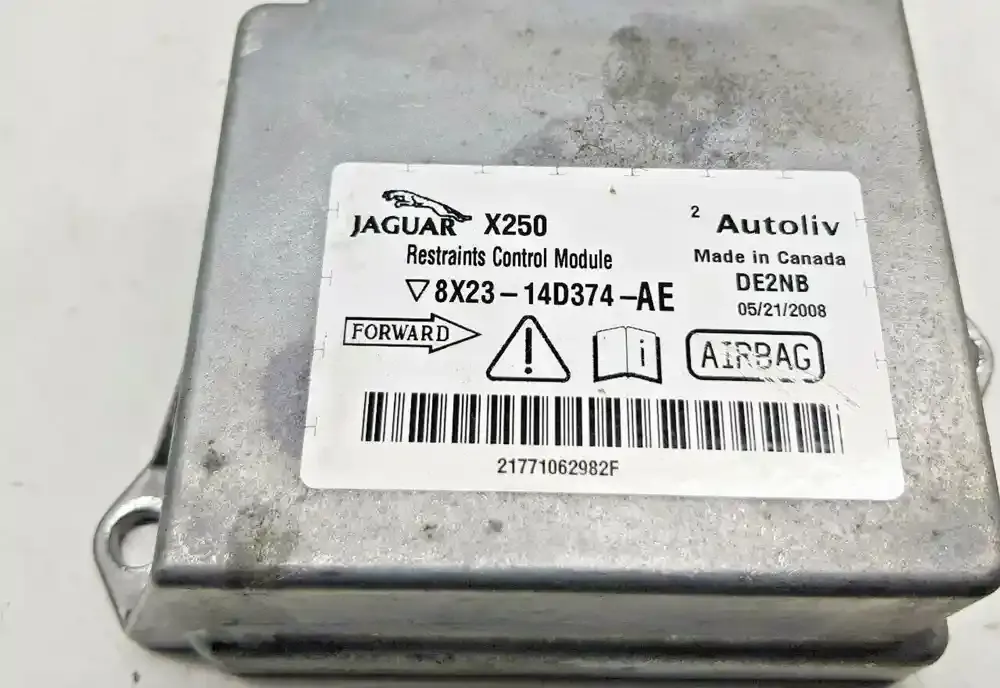 JAGUAR X250
Restraints Control Module
▽8X23-14D374-AE
2 Autoliv
Made in Canada
DE2NB
05/21/2008
FORWARD
!
i
AIRBAG
21771062982F